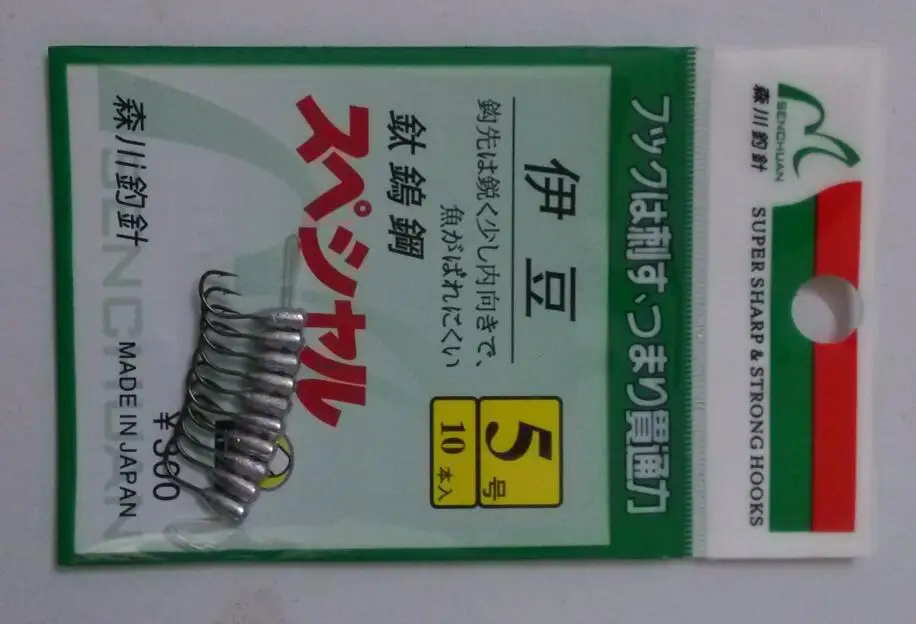 SENCHUAN
森川釣針
SUPER SHARP & STRONG HOOKS
フックは刺す、つまり貫通力
伊豆
鈎先は鋭く少し内向きで、
魚がばれにくい
5号
10本入
鈦鎢鋼
スペシャル
森川釣針
SENCHUAN
MADE IN JAPAN
¥360